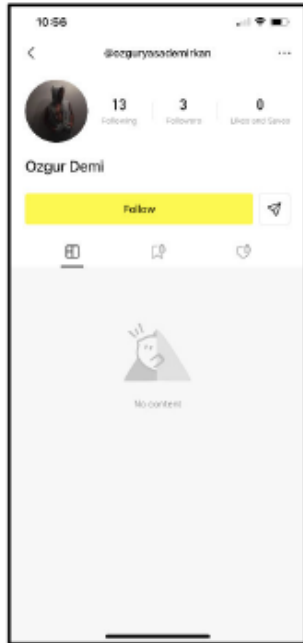 10:56
@ozguryasademirkan
13 3 0
Following Followers Likes and Saves
Ozgur Demi
Follow
No content